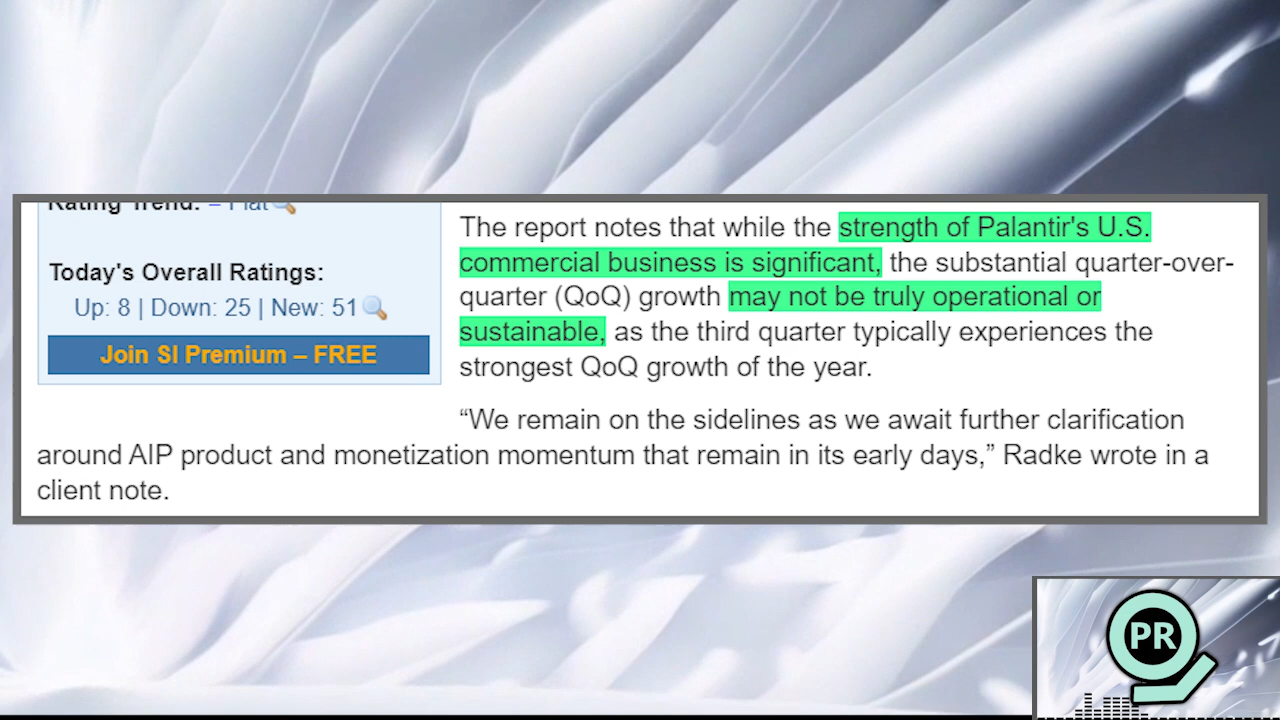 Rating Trend: = Flat
Today's Overall Ratings:
Up: 8 | Down: 25 | New: 51
Join SI Premium – FREE
The report notes that while the strength of Palantir's U.S.
commercial business is significant, the substantial quarter-over-
quarter (QoQ) growth may not be truly operational or
sustainable, as the third quarter typically experiences the
strongest QoQ growth of the year.
“We remain on the sidelines as we await further clarification
around AIP product and monetization momentum that remain in its early days,” Radke wrote in a
client note.
PR